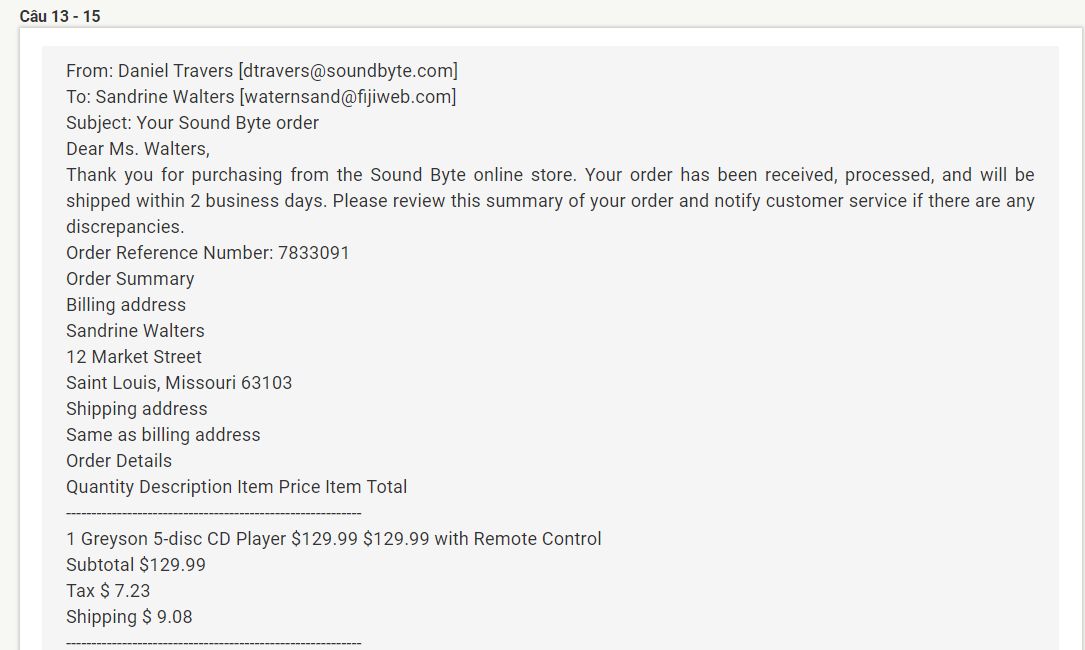 Câu 13 - 15
From: Daniel Travers [dtravers@soundbyte.com]
To: Sandrine Walters [waternsand@fijiweb.com]
Subject: Your Sound Byte order
Dear Ms. Walters,
Thank you for purchasing from the Sound Byte online store. Your order has been received, processed, and will be
shipped within 2 business days. Please review this summary of your order and notify customer service if there are any
discrepancies.
Order Reference Number: 7833091
Order Summary
Billing address
Sandrine Walters
12 Market Street
Saint Louis, Missouri 63103
Shipping address
Same as billing address
Order Details
Quantity Description Item Price Item Total
-----------------------------------------------------------
1 Greyson 5-disc CD Player $129.99 $129.99 with Remote Control
Subtotal $129.99
Tax $ 7.23
Shipping $ 9.08
-----------------------------------------------------------